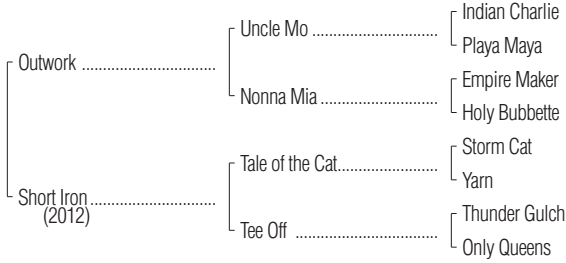 Indian Charlie
Uncle Mo
Playa Maya
Outwork
Empire Maker
Nonna Mia
Holy Bubbette
Storm Cat
Tale of the Cat
Yarn
Short Iron
(2012)
Thunder Gulch
Tee Off
Only Queens